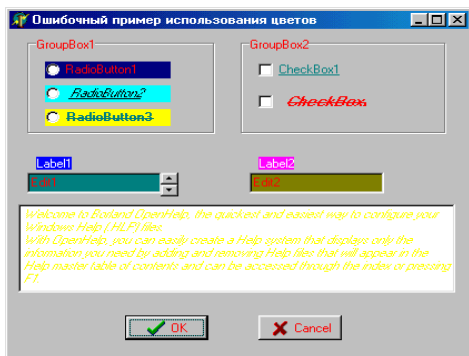 Ошибочный пример использования цветов
GroupBox1
GroupBox2
RadioButton1
CheckBox1
RadioButton2
CheckBox.
RadioButton3
Label1
Label2
Edit1
Edit2
Welcome to Borland OpenHelp, the quickest and easiest way to configure your
Windows Help (.HLP) files.
With OpenHelp, you can easily create a Help system that displays only the
information you need by adding and removing Help files that will appear in the
Help master table of contents and can be accessed through the index or pressing
F1.
OK
Cancel